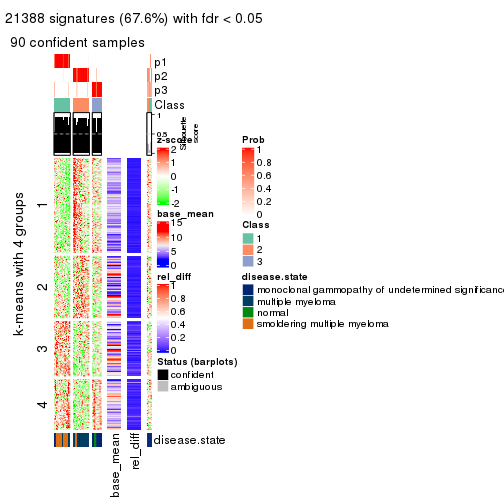 21388 signatures (67.6%) with fdr < 0.05
90 confident samples
p1
p2
p3
Class
1
0.5
0
Silhouette score
k-means with 4 groups
1
2
3
4
z-score
2
1
0
-1
-2
base_mean
15
10
5
0
rel_diff
1
0.8
0.6
0.4
0.2
0
Status (barplots)
confident
ambiguous
Prob
1
0.8
0.6
0.4
0.2
0
Class
1
2
3
disease.state
monoclonal gammopathy of undetermined significance
multiple myeloma
normal
smoldering multiple myeloma
disease.state
base_mean
rel_diff